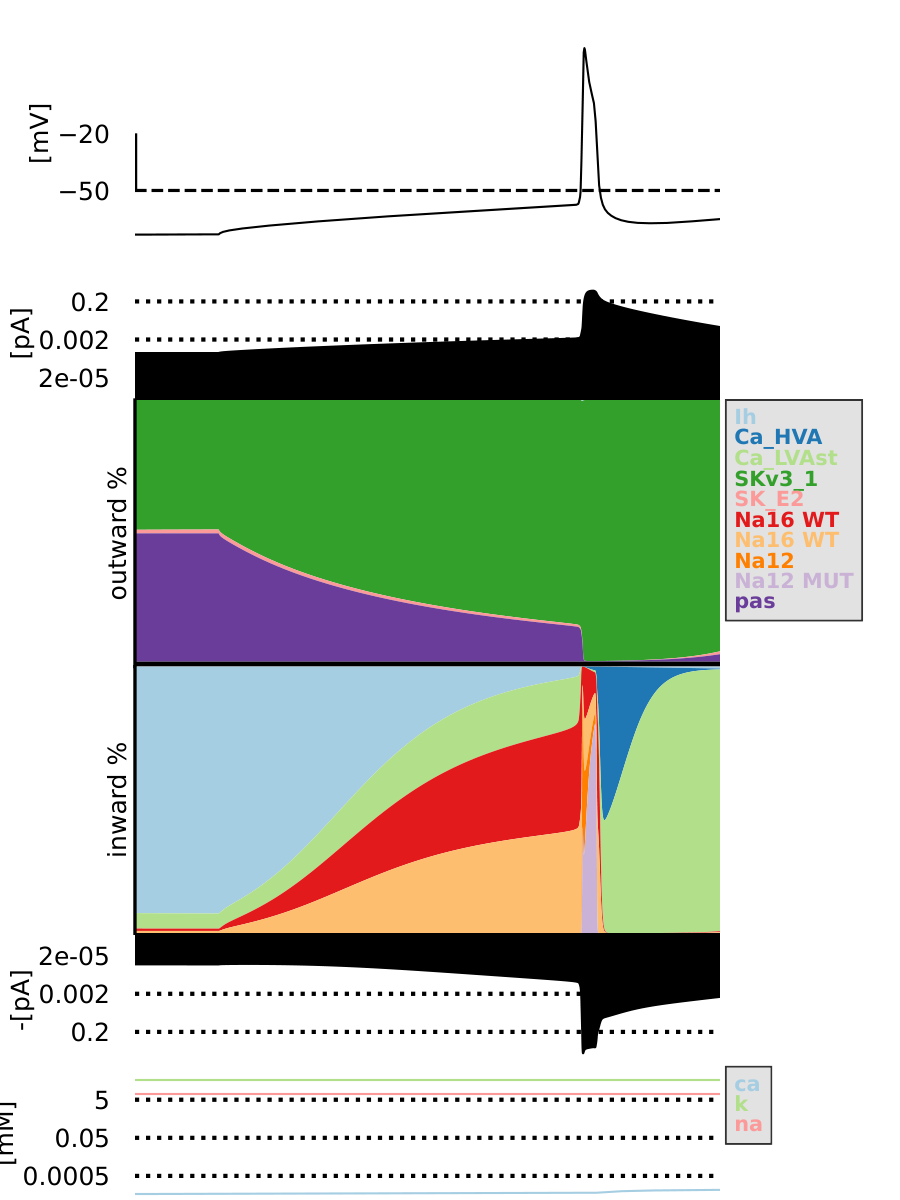 [mV]
−20
−50
[pA]
0.2
0.002
2e-05
outward %
Ih
Ca_HVA
Ca_LVAst
SKv3_1
SK_E2
Na16 WT
Na16 WT
Na12
Na12 MUT
pas
inward %
-[pA]
2e-05
0.002
0.2
[mM]
5
0.05
0.0005
ca
k
na